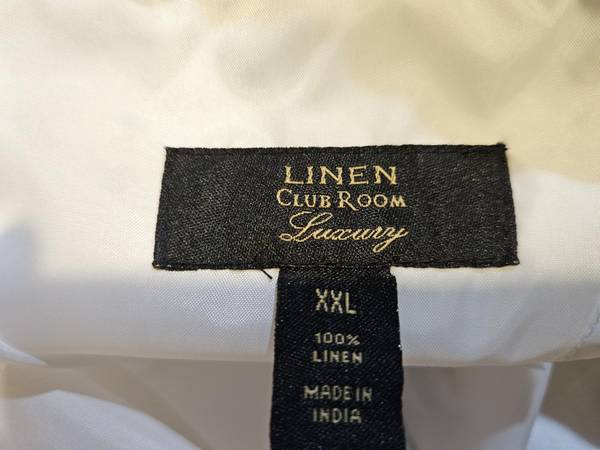 LINEN
CLUB ROOM
Luxury
XXL
100%
LINEN
MADE IN
INDIA